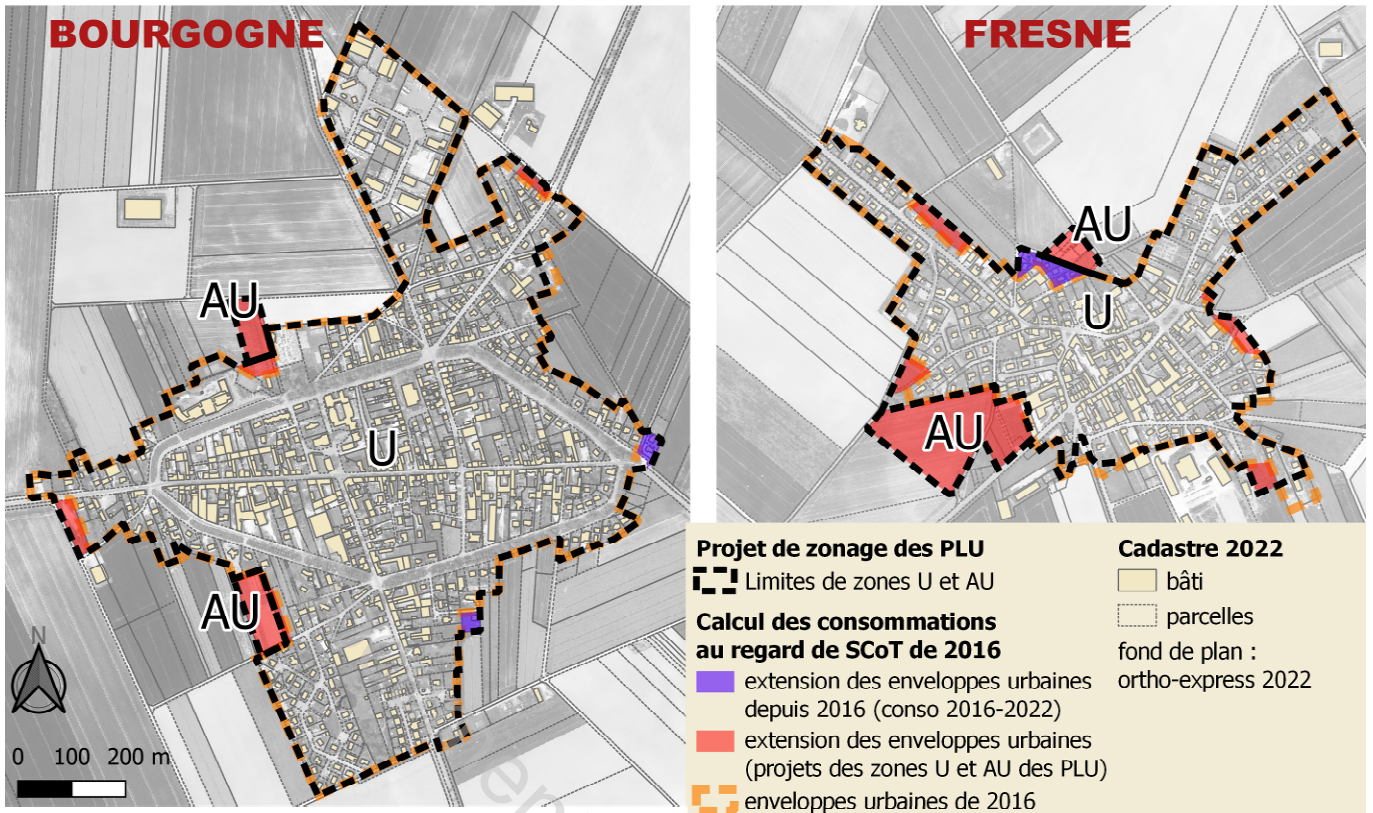 BOURGOGNE
FRESNE
AU
U
AU
AU
U
AU
N
0 100 200 m
Projet de zonage des PLU
Limites de zones U et AU
Calcul des consommations
au regard de SCoT de 2016
extension des enveloppes urbaines
depuis 2016 (conso 2016-2022)
extension des enveloppes urbaines
(projets des zones U et AU des PLU)
enveloppes urbaines de 2016
Cadastre 2022
bâti
parcelles
fond de plan :
ortho-express 2022